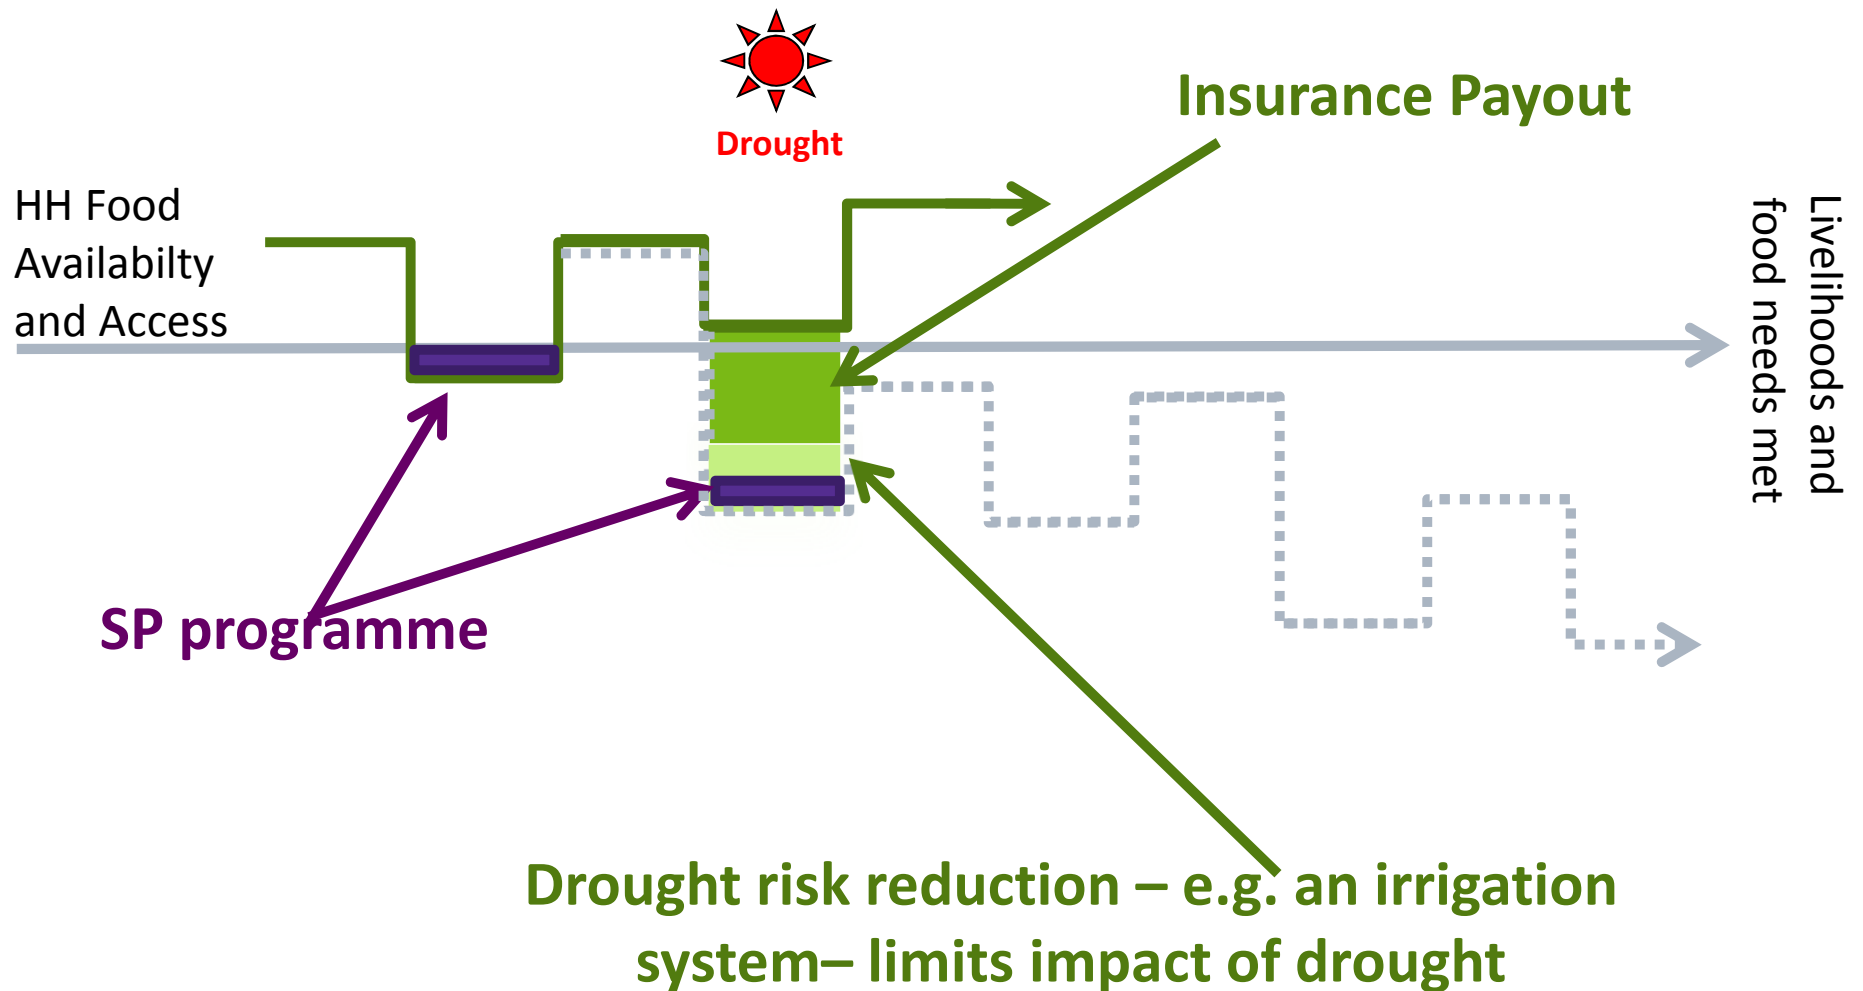 Drought
Insurance Payout
HH Food
Availabilty
and Access
Livelihoods and
food needs met
SP programme
Drought risk reduction – e.g. an irrigation
system– limits impact of drought